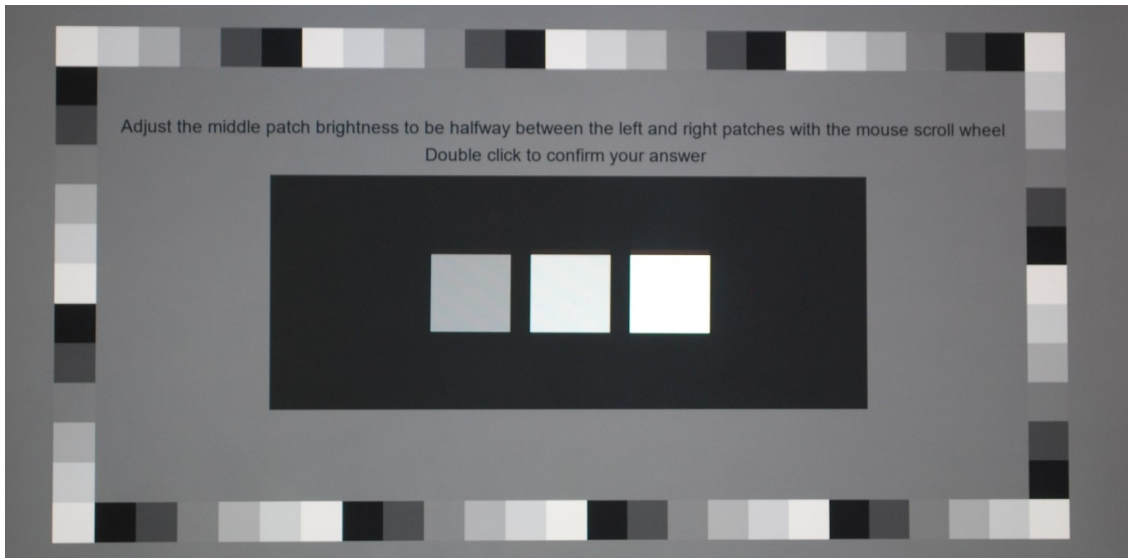 Adjust the middle patch brightness to be halfway between the left and right patches with the mouse scroll wheel
Double click to confirm your answer